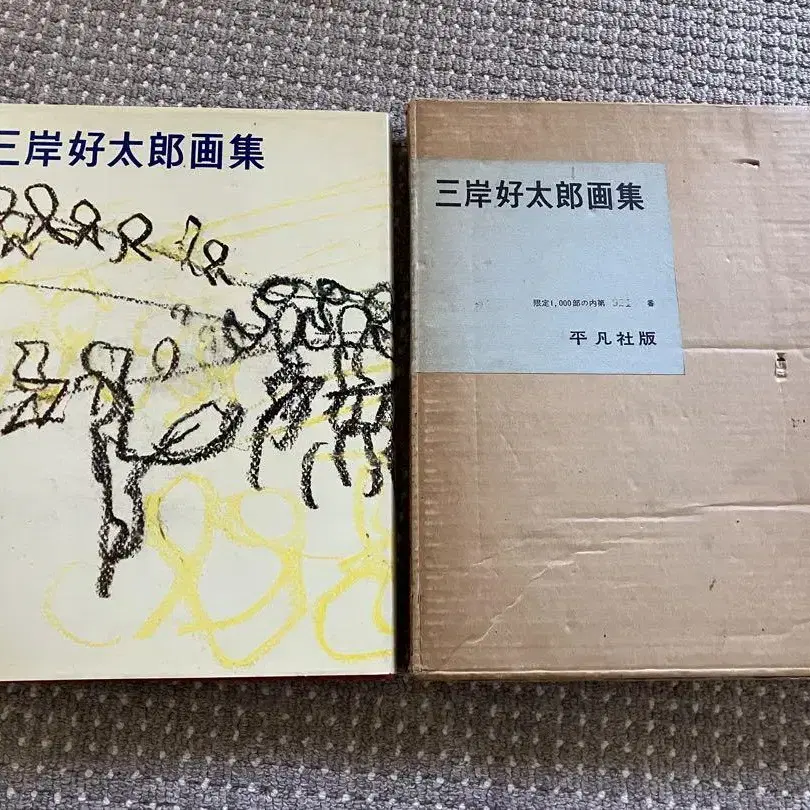 三岸好太郎画集
三岸好太郎画集
限定1,000部の内第 番
平凡社版